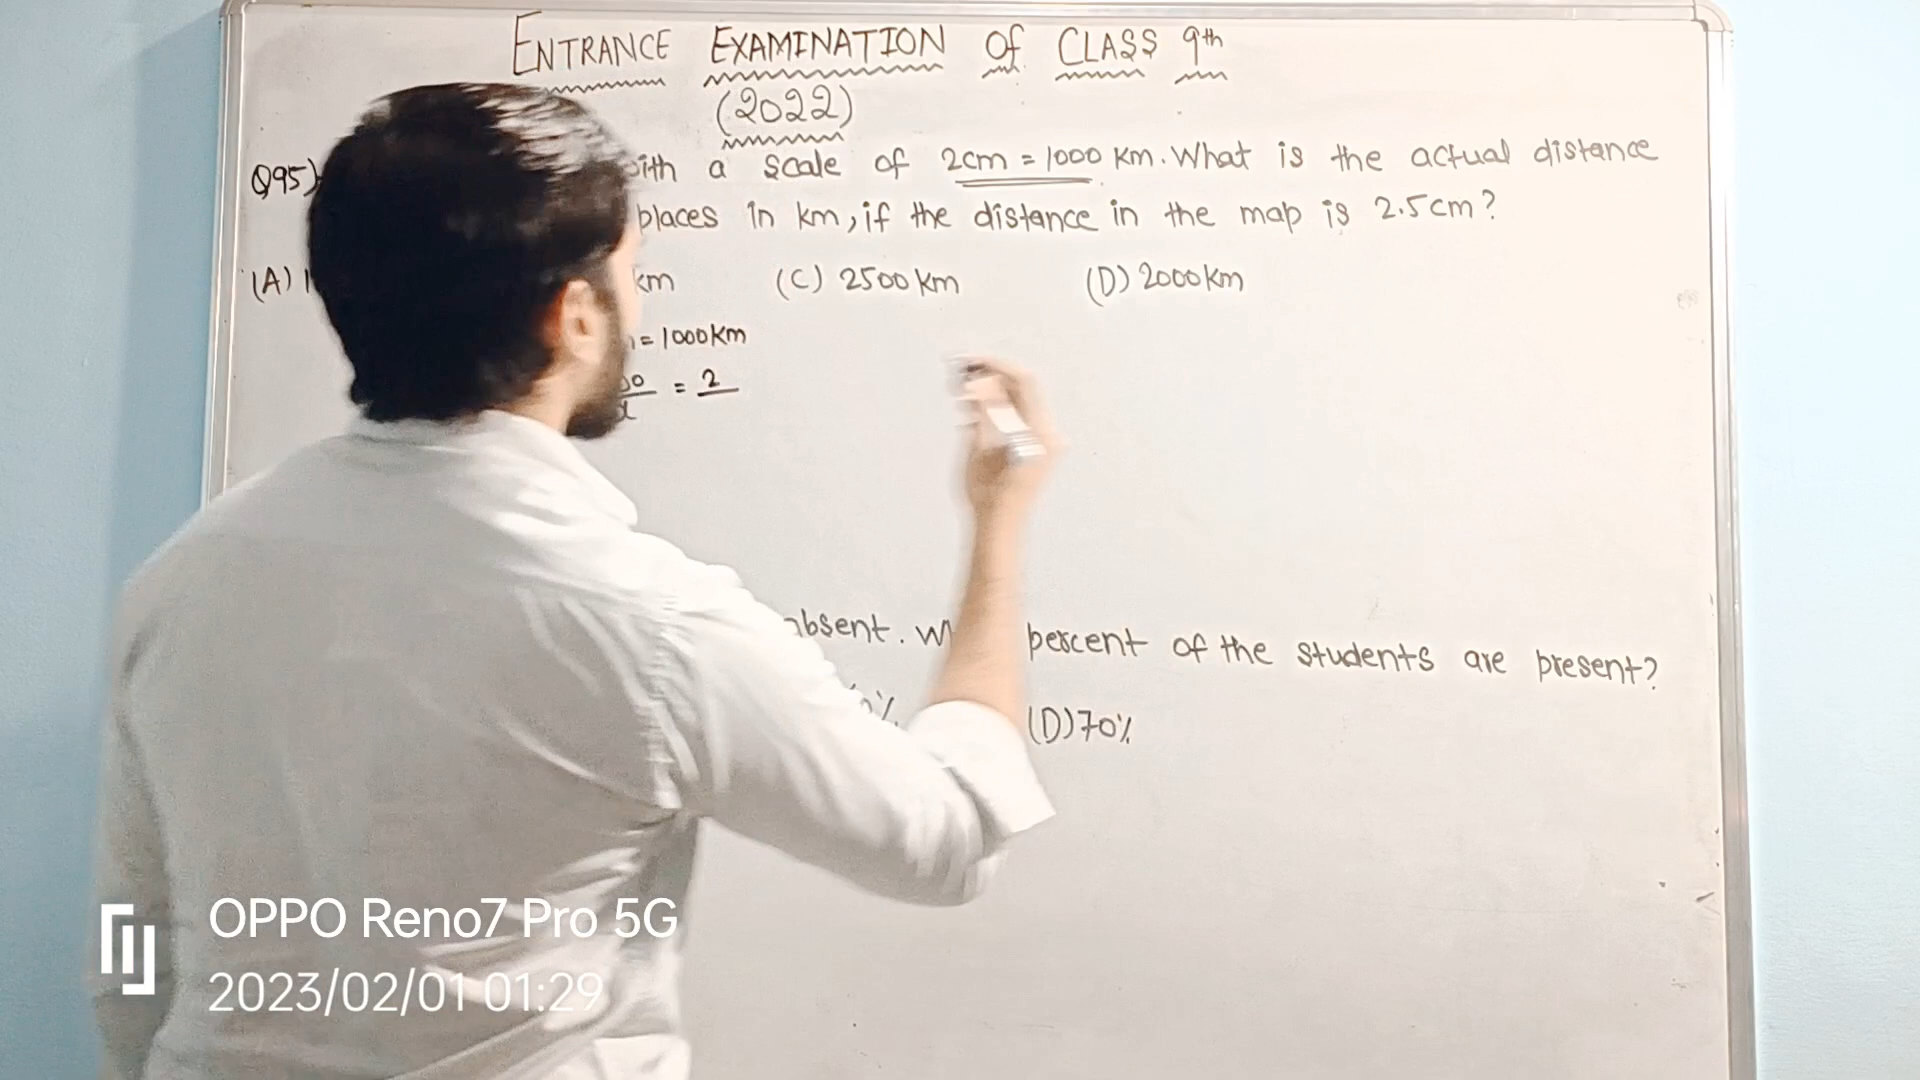 ENTRANCE EXAMINATION Of CLASS 9th
(2022)
Q95) with a scale of 2cm = 1000 km. What is the actual distance
places in km, if the distance in the map is 2.5cm?
(A) km (C) 2500 km (D) 2000 km
= 1000 Km
= 2
absent. percent of the students are present?
% (D) 70%
OPPO Reno7 Pro 5G
2023/02/01 01:29